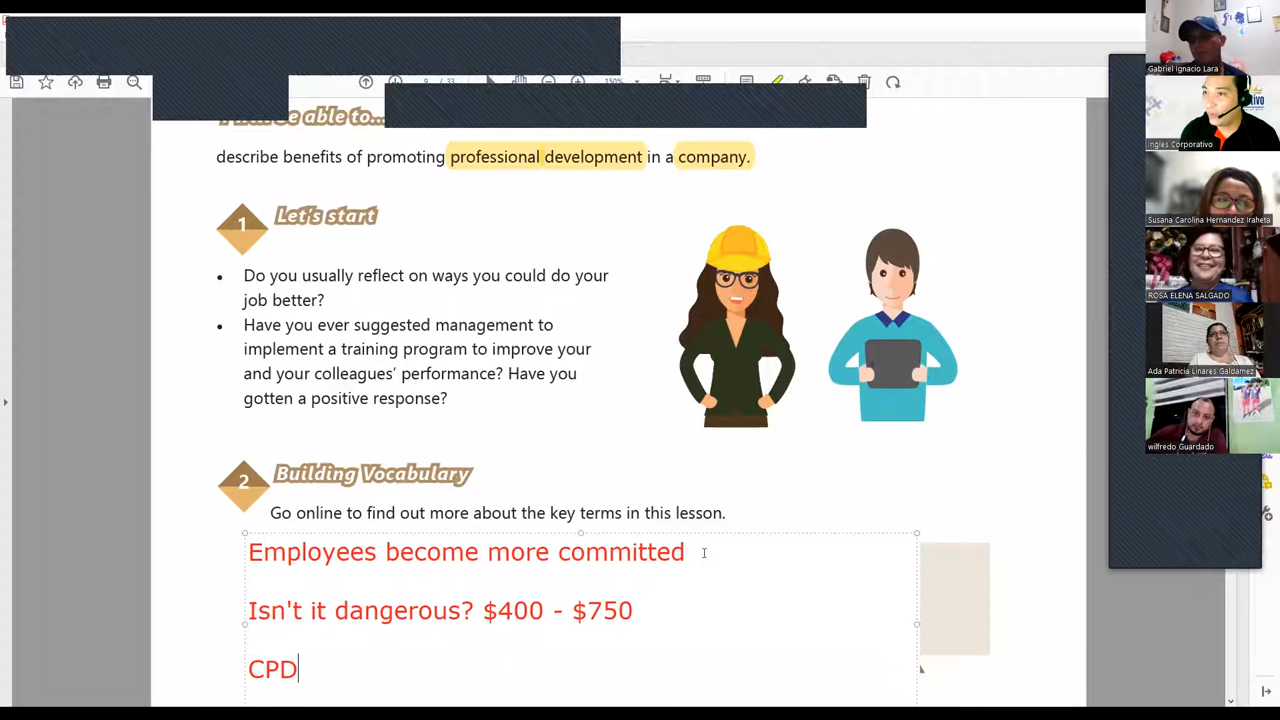 Gabriel Ignacio Lara
9 / 33
150%
be able to...
describe benefits of promoting professional development in a company.
Ingles Corporativo
1
Let's start
Susana Carolina Hernandez Iraheta
• Do you usually reflect on ways you could do your
job better?
• Have you ever suggested management to
implement a training program to improve your
and your colleagues' performance? Have you
gotten a positive response?
ROSA ELENA SALGADO
Ada Patricia Linares Galdamez
wilfredo Guardado
2
Building Vocabulary
Go online to find out more about the key terms in this lesson.
Employees become more committed
Isn't it dangerous? $400 - $750
CPD